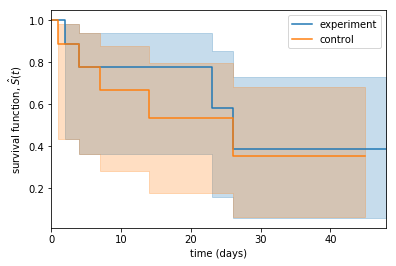 experiment
control
survival function, Ŝ(t)
1.0
0.8
0.6
0.4
0.2
0 10 20 30 40
time (days)